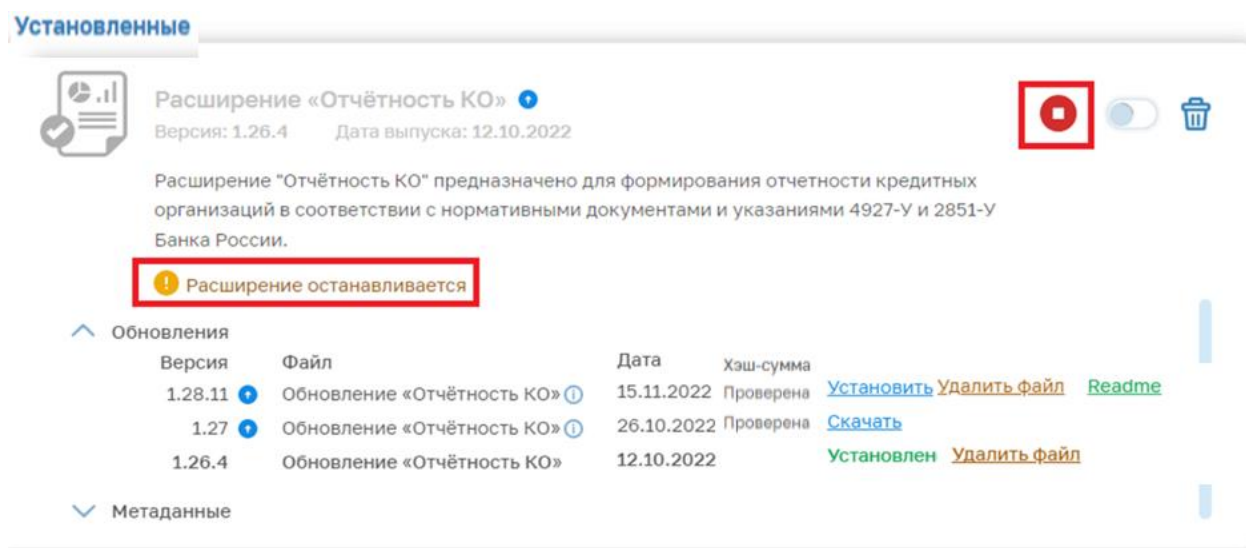 Установленные
Расширение «Отчётность КО»
Версия: 1.26.4 Дата выпуска: 12.10.2022
Расширение "Отчётность КО" предназначено для формирования отчетности кредитных
организаций в соответствии с нормативными документами и указаниями 4927-У и 2851-У
Банка России.
Расширение останавливается
Обновления
Версия Файл Дата Хэш-сумма
1.28.11 Обновление «Отчётность КО» 15.11.2022 Проверена Установить Удалить файл Readme
1.27 Обновление «Отчётность КО» 26.10.2022 Проверена Скачать
1.26.4 Обновление «Отчётность КО» 12.10.2022 Установлен Удалить файл
Метаданные